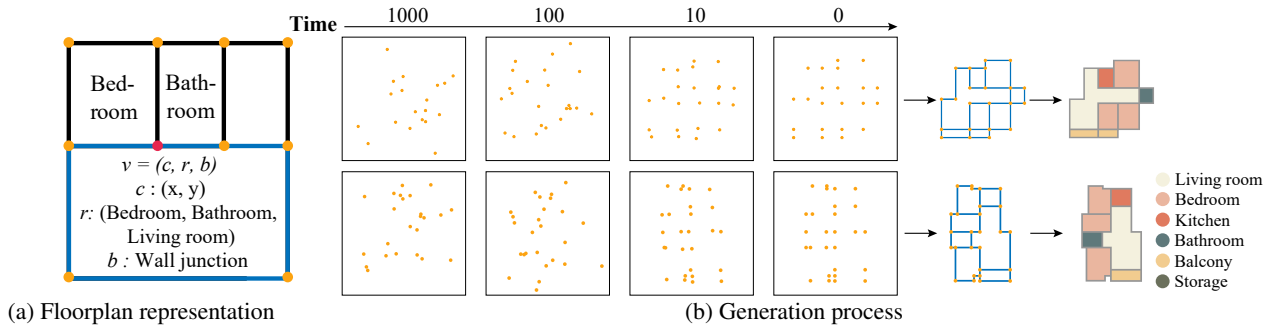 Time 1000 100 10 0
Bed-
room
Bath-
room
v = (c, r, b)
c : (x, y)
r: (Bedroom, Bathroom,
Living room)
b : Wall junction
Living room
Bedroom
Kitchen
Bathroom
Balcony
Storage
(a) Floorplan representation
(b) Generation process